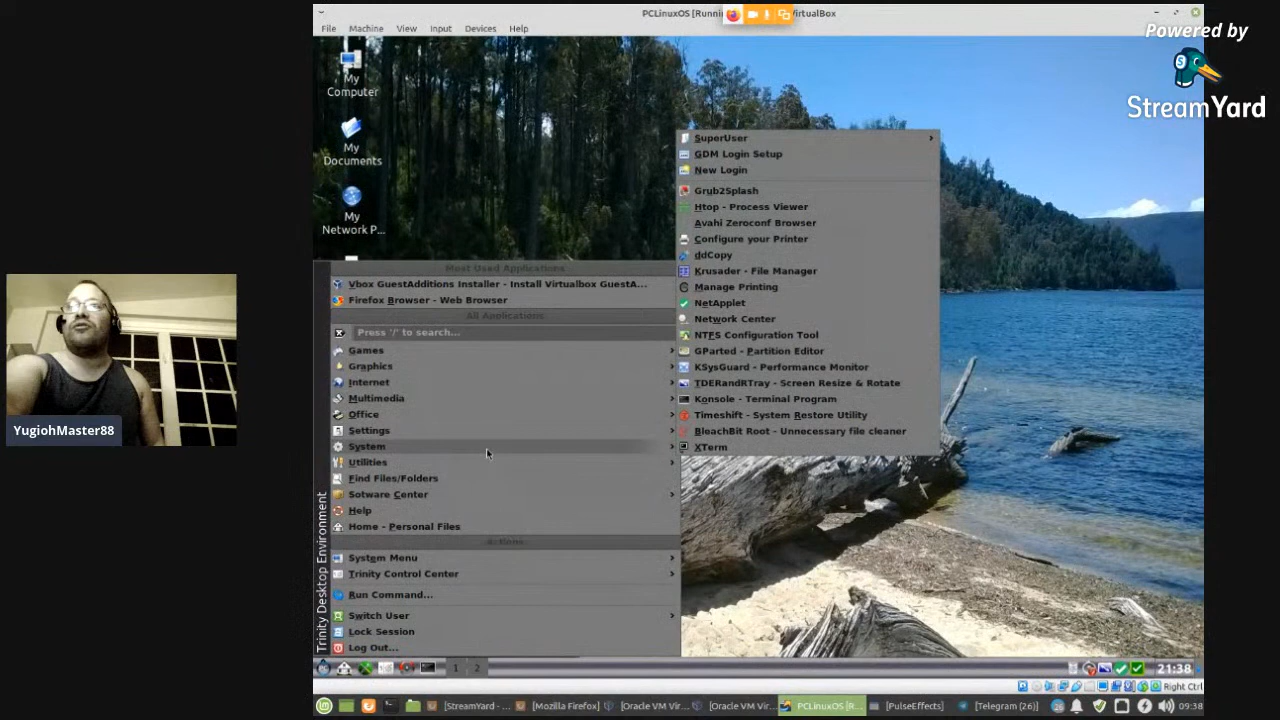 PCLinuxOS [Runni
VirtualBox
File Machine View Input Devices Help
Powered by
StreamYard
My Computer
My Documents
My Network P...
YugiohMaster88
Trinity Desktop Environment
Most Used Applications
Vbox GuestAdditions Installer - Install Virtualbox GuestA...
Firefox Browser - Web Browser
All Applications
Press '/' to search...
Games
Graphics
Internet
Multimedia
Office
Settings
System
Utilities
Find Files/Folders
Sotware Center
Help
Home - Personal Files
Actions
System Menu
Trinity Control Center
Run Command...
Switch User
Lock Session
Log Out...
SuperUser
GDM Login Setup
New Login
Grub2Splash
Htop - Process Viewer
Avahi Zeroconf Browser
Configure your Printer
ddCopy
Krusader - File Manager
Manage Printing
NetApplet
Network Center
NTFS Configuration Tool
GParted - Partition Editor
KSysGuard - Performance Monitor
TDERandRTray - Screen Resize & Rotate
Konsole - Terminal Program
Timeshift - System Restore Utility
BleachBit Root - Unnecessary file cleaner
XTerm
1 2
21:38
Right Ctrl
[StreamYard - ... [Mozilla Firefox] [Oracle VM Vir... [Oracle VM Vir... PCLinuxOS [R... [PulseEffects] [Telegram (26)] 09:38